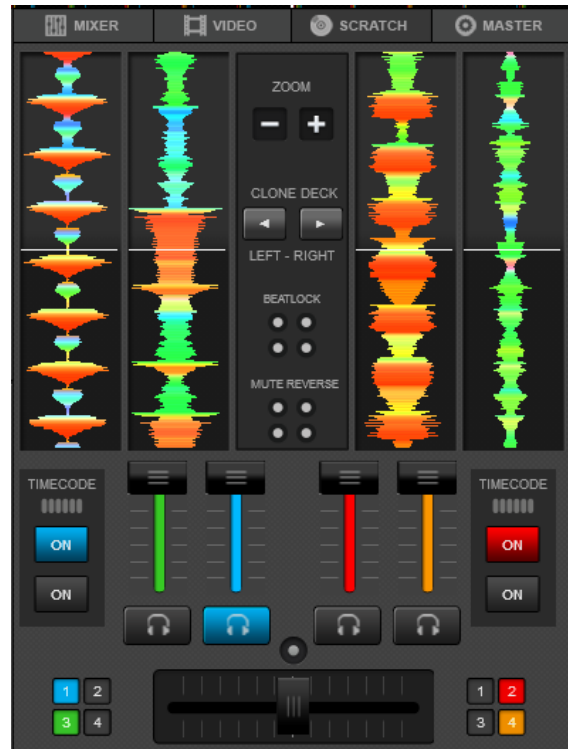 MIXER
VIDEO
SCRATCH
MASTER
ZOOM
- +
CLONE DECK
LEFT - RIGHT
BEATLOCK
MUTE REVERSE
TIMECODE
ON
ON
TIMECODE
ON
ON
1 2
3 4
1 2
3 4